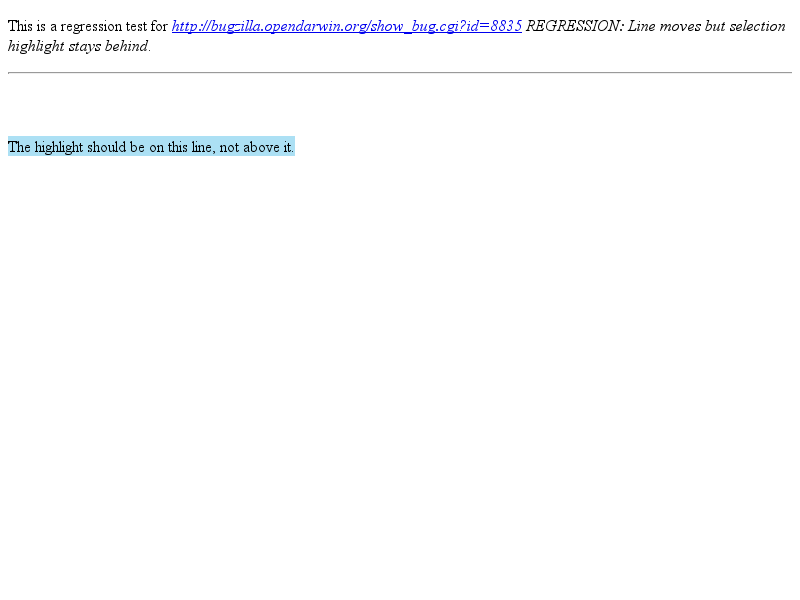 This is a regression test for http://bugzilla.opendarwin.org/show_bug.cgi?id=8835 REGRESSION: Line moves but selection
highlight stays behind.
The highlight should be on this line, not above it.